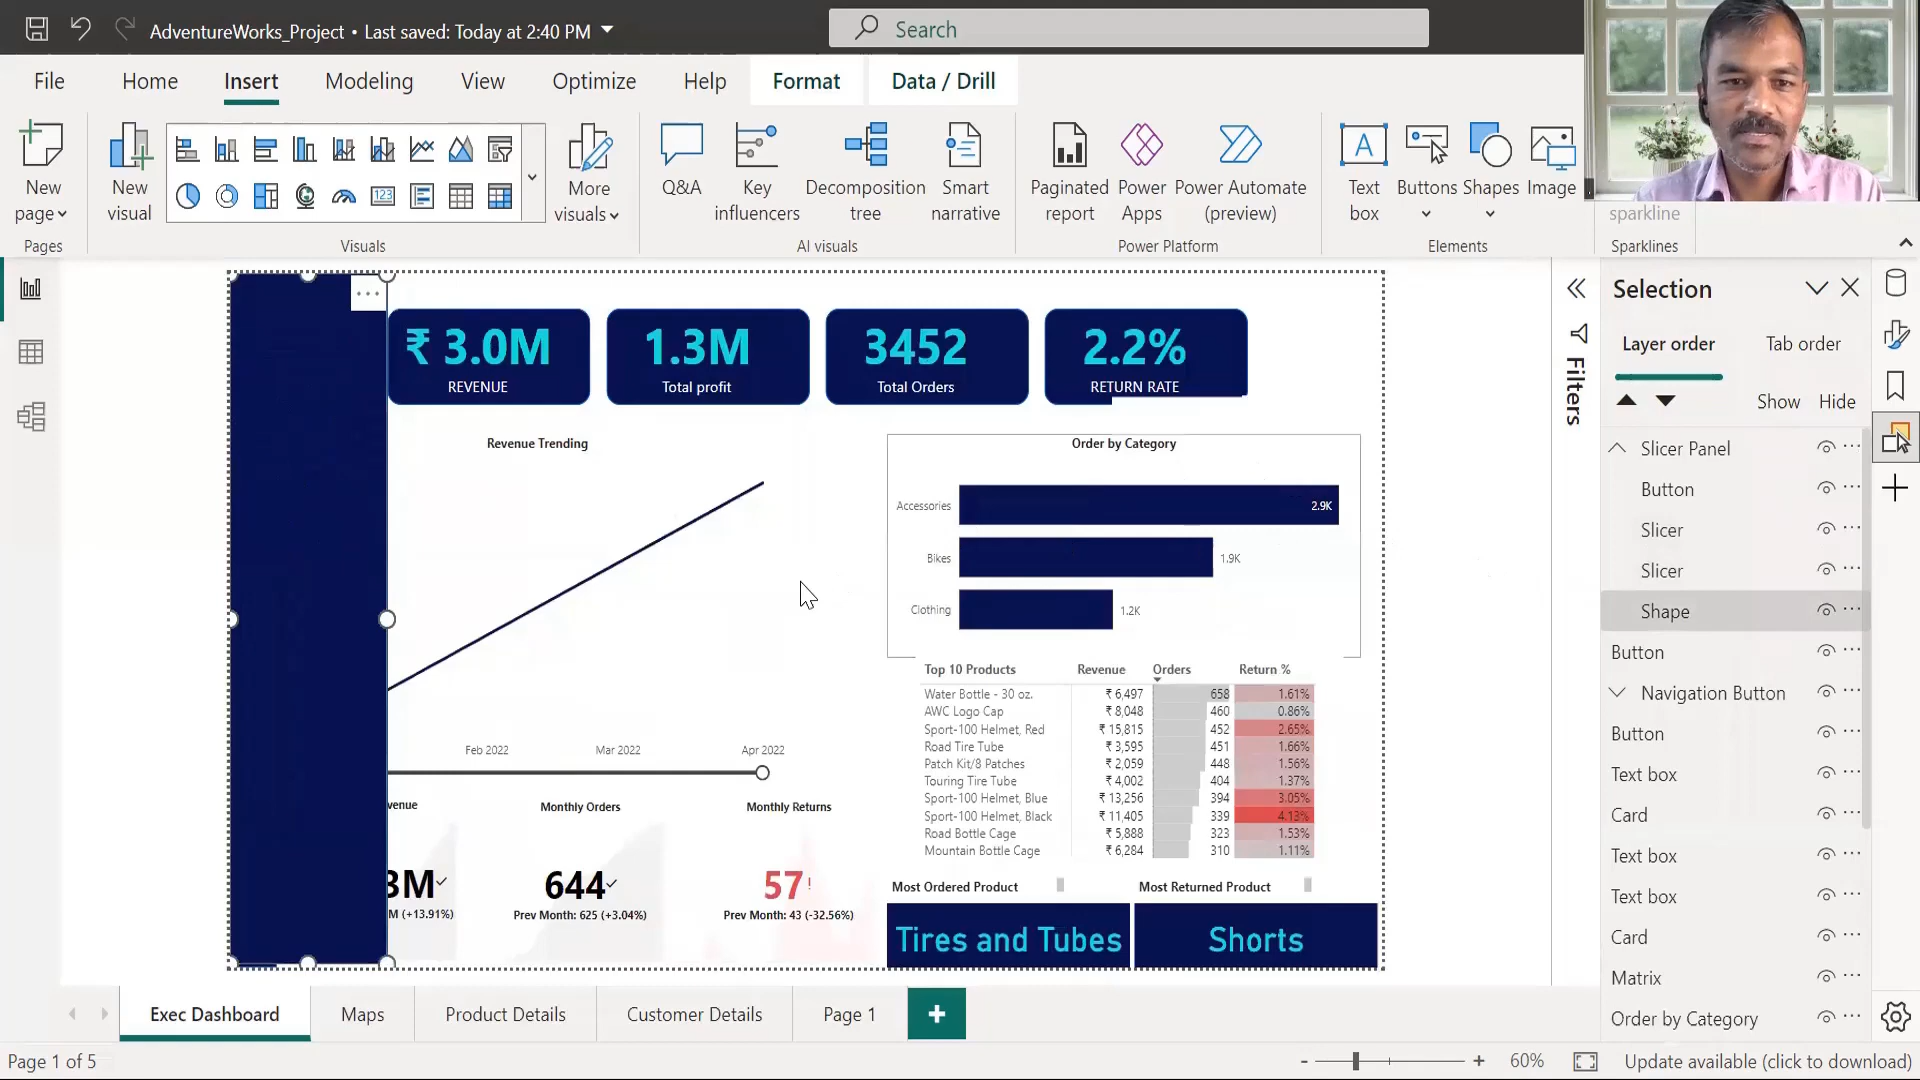 AdventureWorks_Project • Last saved: Today at 2:40 PM
Search
File Home Insert Modeling View Optimize Help Format Data / Drill
New page
New visual
123
More visuals
Q&A
Key influencers
Decomposition tree
Smart narrative
Paginated report
Power Apps
Power Automate (preview)
A
Text box
Buttons
Shapes
Image
sparkline
Pages
Visuals
AI visuals
Power Platform
Elements
Sparklines
...
₹ 3.0M
REVENUE
1.3M
Total profit
3452
Total Orders
2.2%
RETURN RATE
Revenue Trending
Feb 2022 Mar 2022 Apr 2022
Order by Category
Accessories 2.9K
Bikes 1.9K
Clothing 1.2K
Top 10 Products Revenue Orders Return %
Water Bottle - 30 oz. ₹ 6,497 658 1.61%
AWC Logo Cap ₹ 8,048 460 0.86%
Sport-100 Helmet, Red ₹ 15,815 452 2.65%
Road Tire Tube ₹ 3,595 451 1.66%
Patch Kit/8 Patches ₹ 2,059 448 1.56%
Touring Tire Tube ₹ 4,002 404 1.37%
Sport-100 Helmet, Blue ₹ 13,256 394 3.05%
Sport-100 Helmet, Black ₹ 11,405 339 4.13%
Road Bottle Cage ₹ 5,888 323 1.53%
Mountain Bottle Cage ₹ 6,284 310 1.11%
venue
3M
M (+13.91%)
Monthly Orders
644
Prev Month: 625 (+3.04%)
Monthly Returns
57!
Prev Month: 43 (-32.56%)
Most Ordered Product
Tires and Tubes
Most Returned Product
Shorts
Filters
Selection
Layer order Tab order
Show Hide
Slicer Panel
Button
Slicer
Slicer
Shape
Button
Navigation Button
Button
Text box
Card
Text box
Text box
Card
Matrix
Order by Category
Exec Dashboard Maps Product Details Customer Details Page 1
Page 1 of 5
- + 60%
Update available (click to download)